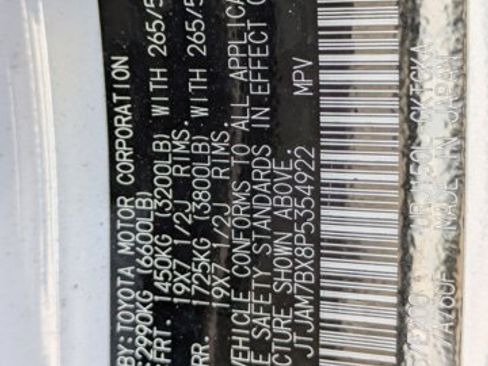 BY: TOYOTA MOTOR CORPORATION
2990KG (6600LB)
FRT. 1450KG (3200LB) WITH 265/5
19X7 1/2J RIMS.
RR. 1725KG (3800LB) WITH 265/5
19X7 1/2J RIMS.
VEHICLE CONFORMS TO ALL APPLICA
E SAFETY STANDARDS IN EFFECT O
CTURE SHOWN ABOVE.
JTJAM7BX8P5354922 MPV
MADE IN JAPAN